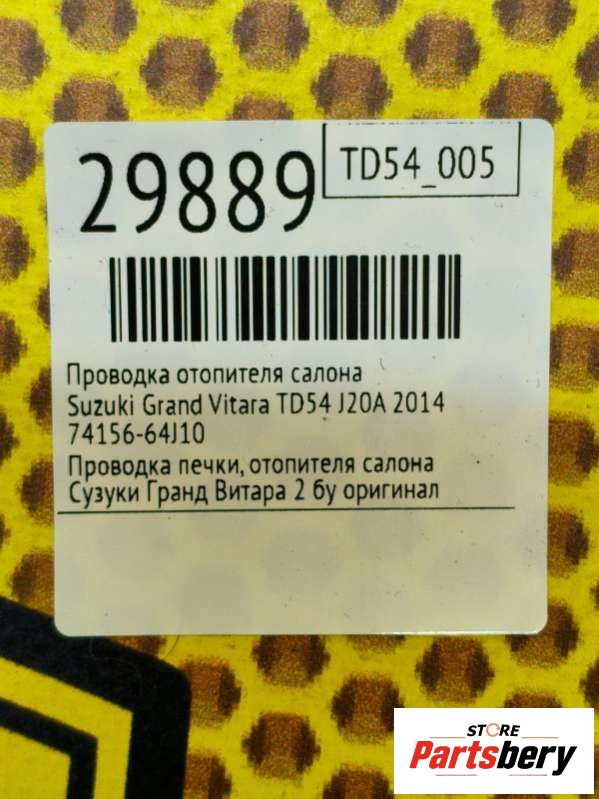 29889
TD54_005
Проводка отопителя салона
Suzuki Grand Vitara TD54 J20A 2014
74156-64J10
Проводка печки, отопителя салона
Сузуки Гранд Витара 2 бу оригинал
STORE
Partsbery